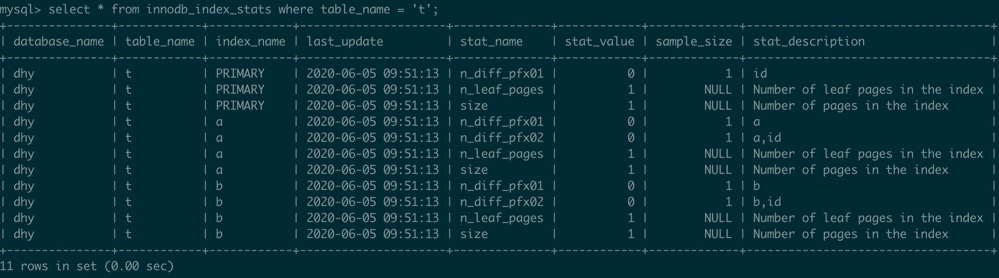 mysql> select * from innodb_index_stats where table_name = 't';
+---------------+------------+------------+---------------------+--------------+------------+-------------+-----------------------------------+
| database_name | table_name | index_name | last_update         | stat_name    | stat_value | sample_size | stat_description                  |
+---------------+------------+------------+---------------------+--------------+------------+-------------+-----------------------------------+
| dhy           | t          | PRIMARY    | 2020-06-05 09:51:13 | n_diff_pfx01 |          0 |           1 | id                                |
| dhy           | t          | PRIMARY    | 2020-06-05 09:51:13 | n_leaf_pages |          1 |        NULL | Number of leaf pages in the index |
| dhy           | t          | PRIMARY    | 2020-06-05 09:51:13 | size         |          1 |        NULL | Number of pages in the index      |
| dhy           | t          | a          | 2020-06-05 09:51:13 | n_diff_pfx01 |          0 |           1 | a                                 |
| dhy           | t          | a          | 2020-06-05 09:51:13 | n_diff_pfx02 |          0 |           1 | a,id                              |
| dhy           | t          | a          | 2020-06-05 09:51:13 | n_leaf_pages |          1 |        NULL | Number of leaf pages in the index |
| dhy           | t          | a          | 2020-06-05 09:51:13 | size         |          1 |        NULL | Number of pages in the index      |
| dhy           | t          | b          | 2020-06-05 09:51:13 | n_diff_pfx01 |          0 |           1 | b                                 |
| dhy           | t          | b          | 2020-06-05 09:51:13 | n_diff_pfx02 |          0 |           1 | b,id                              |
| dhy           | t          | b          | 2020-06-05 09:51:13 | n_leaf_pages |          1 |        NULL | Number of leaf pages in the index |
| dhy           | t          | b          | 2020-06-05 09:51:13 | size         |          1 |        NULL | Number of pages in the index      |
+---------------+------------+------------+---------------------+--------------+------------+-------------+-----------------------------------+
11 rows in set (0.00 sec)